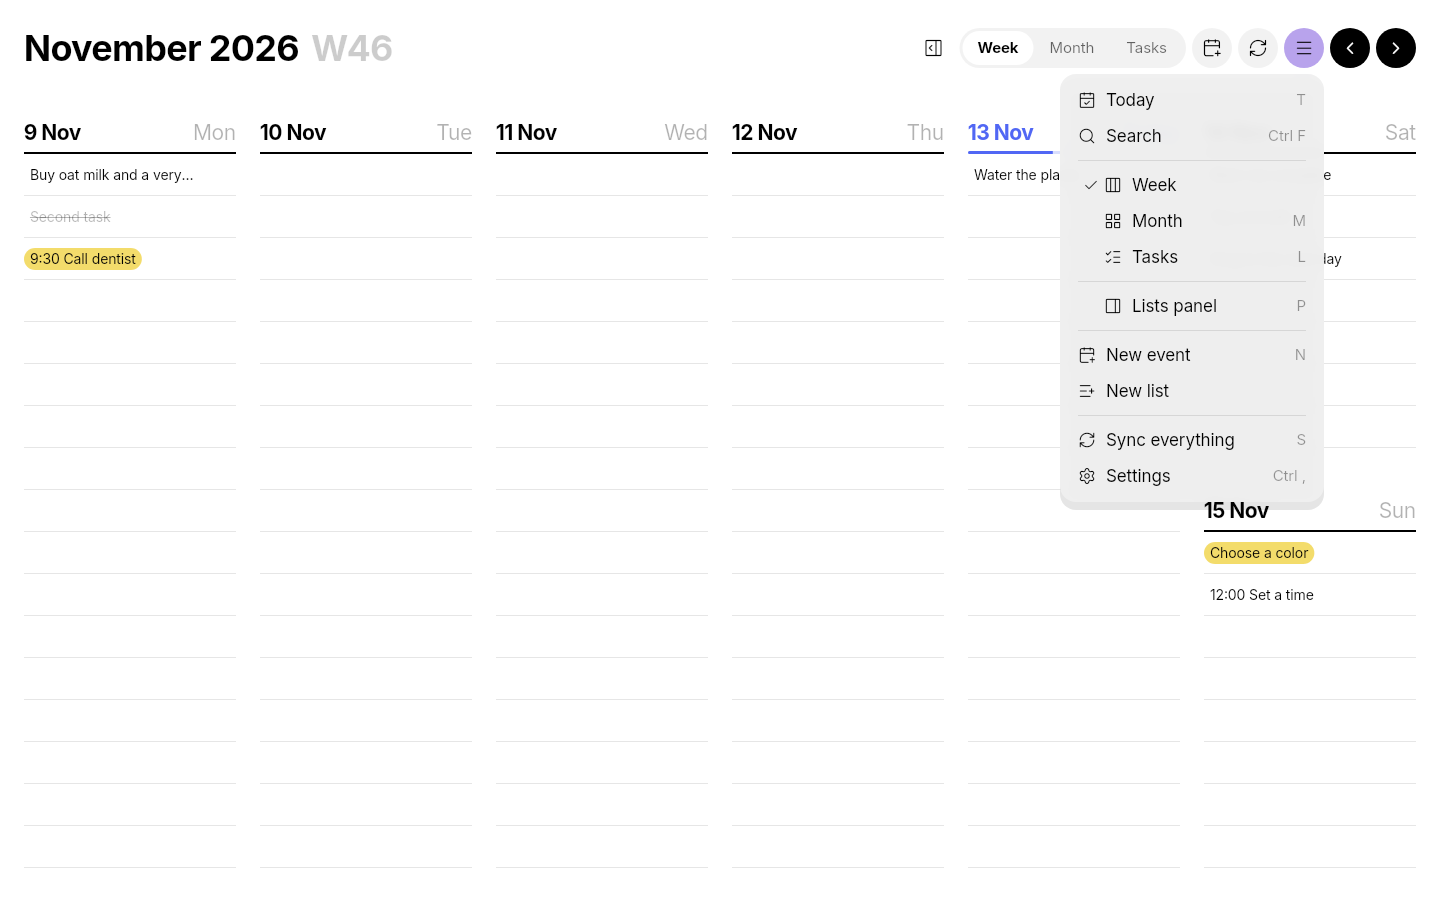 November 2026 W46
Week Month Tasks
9 Nov Mon
Buy oat milk and a very...
Second task
9:30 Call dentist
10 Nov Tue
11 Nov Wed
12 Nov Thu
13 Nov
Water the pla
Sat
Today T
Search Ctrl F
Week
Month M
Tasks L
Lists panel P
New event N
New list
Sync everything S
Settings Ctrl ,
15 Nov Sun
Choose a color
12:00 Set a time